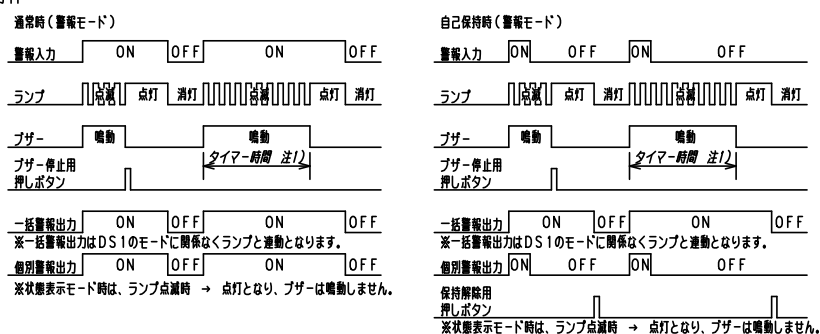 通常時(警報モード)
警報入力 ON OFF ON OFF
ランプ 点滅 点灯 消灯 点滅 点灯 消灯
ブザー 鳴動 鳴動
タイマー時間 注1)
ブザー停止用
押しボタン
一括警報出力 ON OFF ON OFF
※一括警報出力はDS1のモードに関係なくランプと連動となります。
個別警報出力 ON OFF ON OFF
※状態表示モード時は、ランプ点滅時 → 点灯となり、ブザーは鳴動しません。
自己保持時(警報モード)
警報入力 ON OFF ON OFF
ランプ 点滅 点灯 消灯 点滅 点灯 消灯
ブザー 鳴動 鳴動
タイマー時間 注1)
ブザー停止用
押しボタン
一括警報出力 ON OFF ON OFF
※一括警報出力はDS1のモードに関係なくランプと連動となります。
個別警報出力 ON OFF ON OFF
保持解除用
押しボタン
※状態表示モード時は、ランプ点滅時 → 点灯となり、ブザーは鳴動しません。